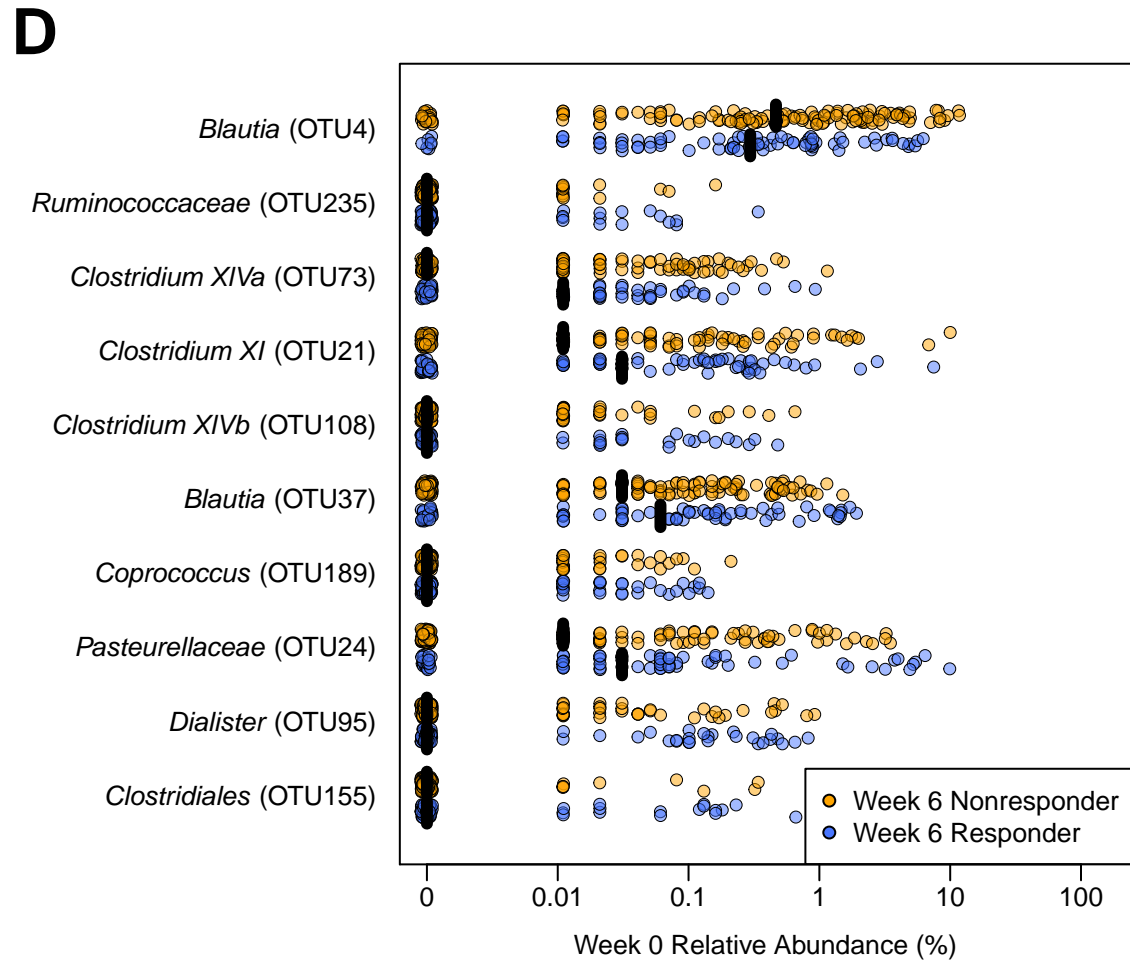 D
Blautia (OTU4)
Ruminococcaceae (OTU235)
Clostridium XIVa (OTU73)
Clostridium XI (OTU21)
Clostridium XIVb (OTU108)
Blautia (OTU37)
Coprococcus (OTU189)
Pasteurellaceae (OTU24)
Dialister (OTU95)
Clostridiales (OTU155)
Week 6 Nonresponder
Week 6 Responder
0 0.01 0.1 1 10 100
Week 0 Relative Abundance (%)